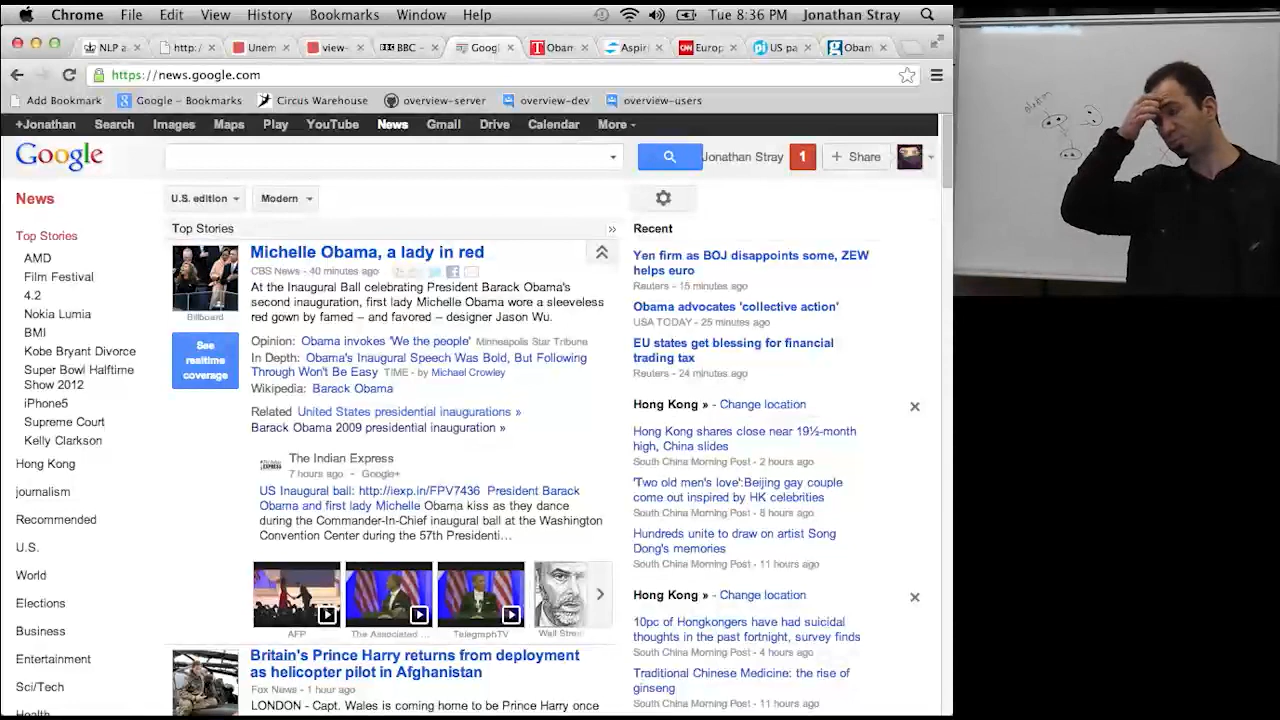 Chrome File Edit View History Bookmarks Window Help Tue 8:36 PM Jonathan Stray
NLP a http: Unem view- BBC - Googl Obam Aspir Europ US pa Obam
https://news.google.com
Add Bookmark Google – Bookmarks Circus Warehouse overview-server overview-dev overview-users
+Jonathan Search Images Maps Play YouTube News Gmail Drive Calendar More
Google Jonathan Stray 1 + Share
News U.S. edition Modern
Top Stories
AMD
Film Festival
4.2
Nokia Lumia
BMI
Kobe Bryant Divorce
Super Bowl Halftime
Show 2012
iPhone5
Supreme Court
Kelly Clarkson
Hong Kong
journalism
Recommended
U.S.
World
Elections
Business
Entertainment
Sci/Tech
Health
Top Stories »
Michelle Obama, a lady in red
CBS News - 40 minutes ago
Billboard
See
realtime
coverage
At the Inaugural Ball celebrating President Barack Obama's
second inauguration, first lady Michelle Obama wore a sleeveless
red gown by famed – and favored – designer Jason Wu.
Opinion: Obama invokes 'We the people' Minneapolis Star Tribune
In Depth: Obama's Inaugural Speech Was Bold, But Following
Through Won't Be Easy TIME - by Michael Crowley
Wikipedia: Barack Obama
Related United States presidential inaugurations »
Barack Obama 2009 presidential inauguration »
The Indian Express
7 hours ago - Google+
US Inaugural ball: http://iexp.in/FPV7436 President Barack
Obama and first lady Michelle Obama kiss as they dance
during the Commander-In-Chief inaugural ball at the Washington
Convention Center during the 57th Presidenti...
AFP The Associated ... TelegraphTV Wall Stree
Britain's Prince Harry returns from deployment
as helicopter pilot in Afghanistan
Fox News - 1 hour ago
LONDON - Capt. Wales is coming home to be Prince Harry once
Recent
Yen firm as BOJ disappoints some, ZEW
helps euro
Reuters - 15 minutes ago
Obama advocates 'collective action'
USA TODAY - 25 minutes ago
EU states get blessing for financial
trading tax
Reuters - 24 minutes ago
Hong Kong » - Change location
Hong Kong shares close near 19½-month
high, China slides
South China Morning Post - 2 hours ago
'Two old men's love':Beijing gay couple
come out inspired by HK celebrities
South China Morning Post - 8 hours ago
Hundreds unite to draw on artist Song
Dong's memories
South China Morning Post - 11 hours ago
Hong Kong » - Change location
10pc of Hongkongers have had suicidal
thoughts in the past fortnight, survey finds
South China Morning Post - 4 hours ago
Traditional Chinese Medicine: the rise of
ginseng
South China Morning Post - 11 hours ago